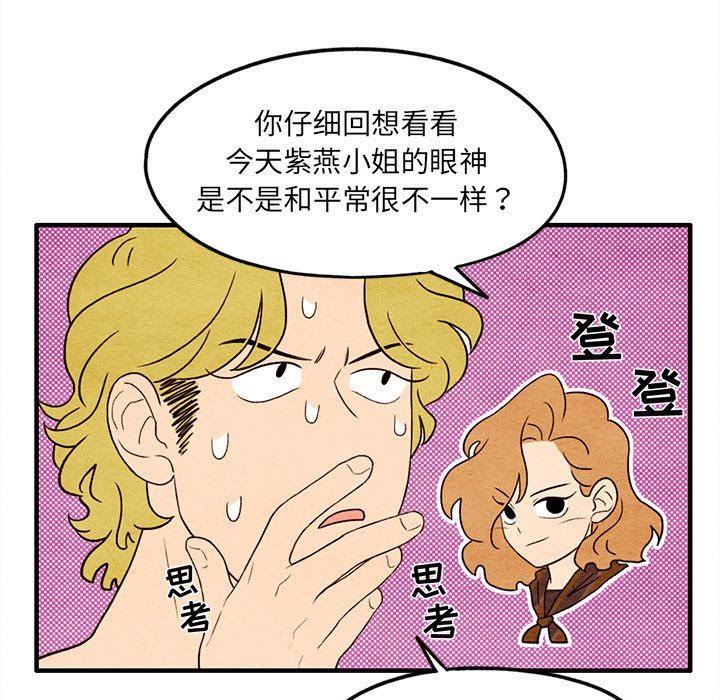 你仔细回想看看
今天紫燕小姐的眼神
是不是和平常很不一样？
登
登
思考
思考